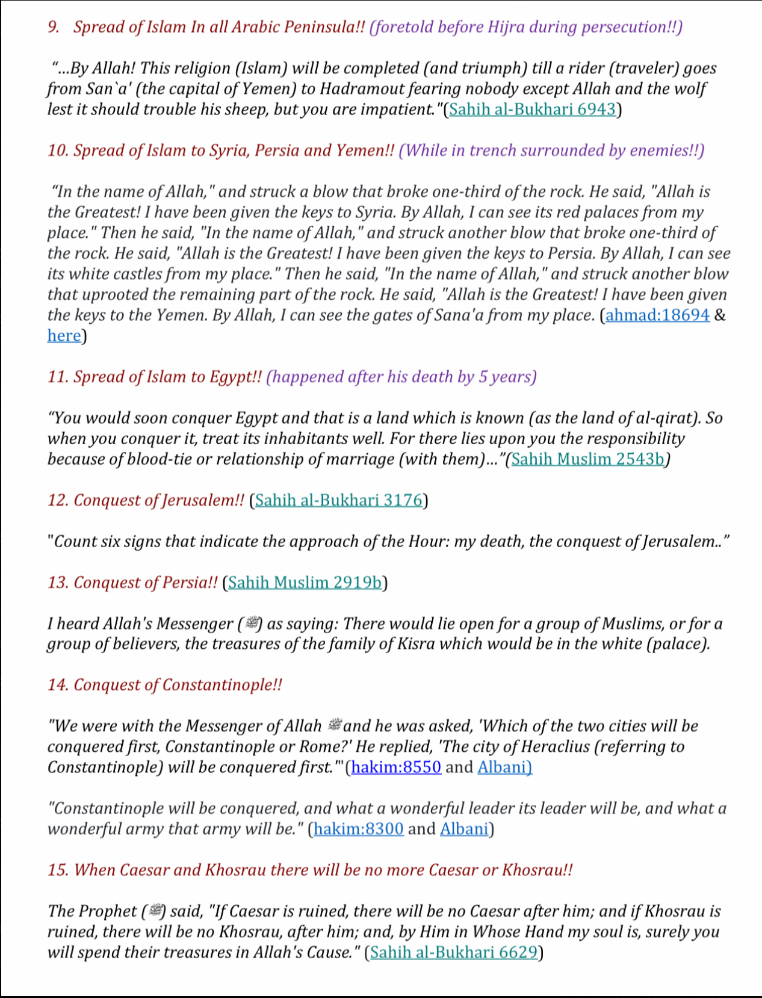 9. Spread of Islam In all Arabic Peninsula!! (foretold before Hijra during persecution!!)
“...By Allah! This religion (Islam) will be completed (and triumph) till a rider (traveler) goes
from San`a' (the capital of Yemen) to Hadramout fearing nobody except Allah and the wolf
lest it should trouble his sheep, but you are impatient."(Sahih al-Bukhari 6943)
10. Spread of Islam to Syria, Persia and Yemen!! (While in trench surrounded by enemies!!)
“In the name of Allah," and struck a blow that broke one-third of the rock. He said, "Allah is
the Greatest! I have been given the keys to Syria. By Allah, I can see its red palaces from my
place." Then he said, "In the name of Allah," and struck another blow that broke one-third of
the rock. He said, "Allah is the Greatest! I have been given the keys to Persia. By Allah, I can see
its white castles from my place." Then he said, "In the name of Allah," and struck another blow
that uprooted the remaining part of the rock. He said, "Allah is the Greatest! I have been given
the keys to the Yemen. By Allah, I can see the gates of Sana'a from my place. (ahmad:18694 &
here)
11. Spread of Islam to Egypt!! (happened after his death by 5 years)
“You would soon conquer Egypt and that is a land which is known (as the land of al-qirat). So
when you conquer it, treat its inhabitants well. For there lies upon you the responsibility
because of blood-tie or relationship of marriage (with them)…”(Sahih Muslim 2543b)
12. Conquest of Jerusalem!! (Sahih al-Bukhari 3176)
"Count six signs that indicate the approach of the Hour: my death, the conquest of Jerusalem..”
13. Conquest of Persia!! (Sahih Muslim 2919b)
I heard Allah's Messenger (ﷺ) as saying: There would lie open for a group of Muslims, or for a
group of believers, the treasures of the family of Kisra which would be in the white (palace).
14. Conquest of Constantinople!!
"We were with the Messenger of Allah ﷺ and he was asked, 'Which of the two cities will be
conquered first, Constantinople or Rome?' He replied, 'The city of Heraclius (referring to
Constantinople) will be conquered first.'"(hakim:8550 and Albani)
"Constantinople will be conquered, and what a wonderful leader its leader will be, and what a
wonderful army that army will be." (hakim:8300 and Albani)
15. When Caesar and Khosrau there will be no more Caesar or Khosrau!!
The Prophet (ﷺ) said, "If Caesar is ruined, there will be no Caesar after him; and if Khosrau is
ruined, there will be no Khosrau, after him; and, by Him in Whose Hand my soul is, surely you
will spend their treasures in Allah's Cause." (Sahih al-Bukhari 6629)